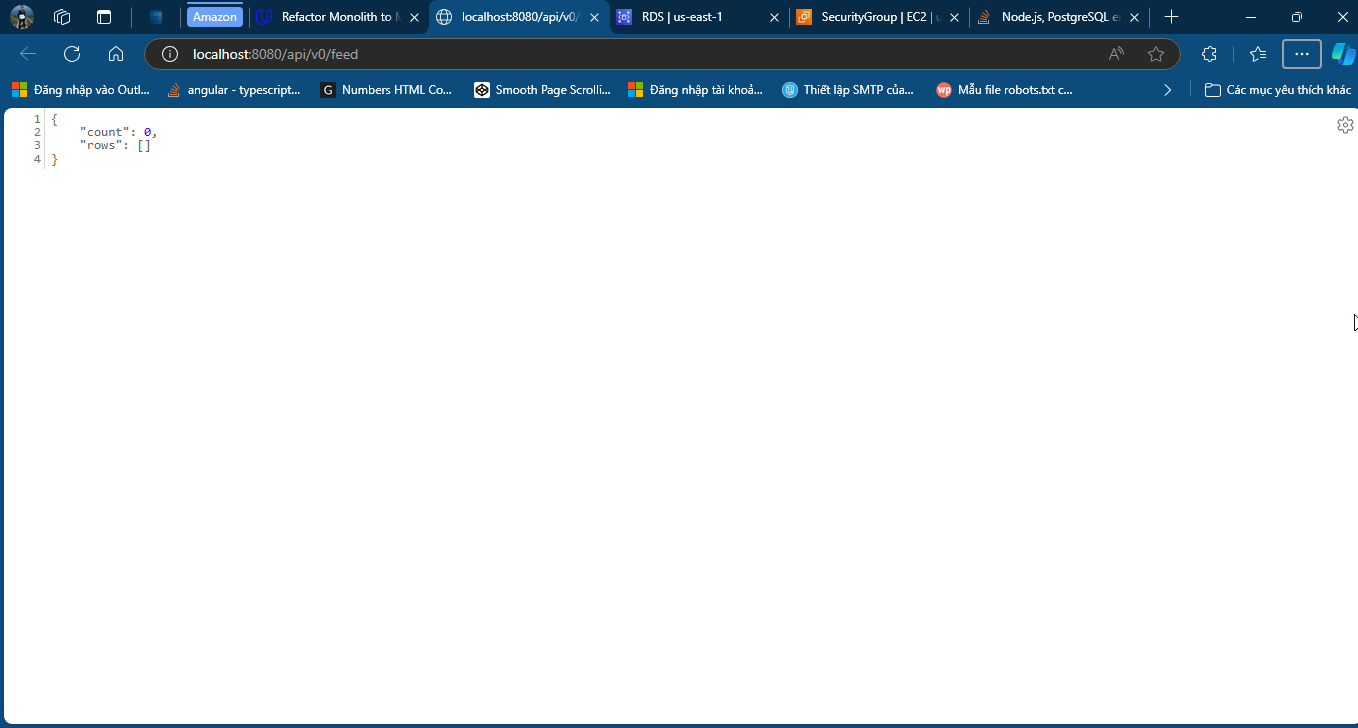 Amazon
Refactor Monolith to M
localhost:8080/api/v0/
RDS | us-east-1
SecurityGroup | EC2 | u
Node.js, PostgreSQL e
localhost:8080/api/v0/feed
Đăng nhập vào Outl...
angular - typescript...
Numbers HTML Co...
Smooth Page Scrolli...
Đăng nhập tài khoả...
Thiết lập SMTP của...
Mẫu file robots.txt c...
Các mục yêu thích khác
1 {
2 "count": 0,
3 "rows": []
4 }